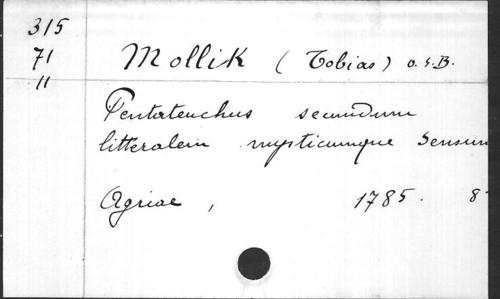 315
71
11
Mollik (Tobias) O.S.B.
Pentateuchus secundum
litteralem mysticumque sensum
Agriae, 1785. 8